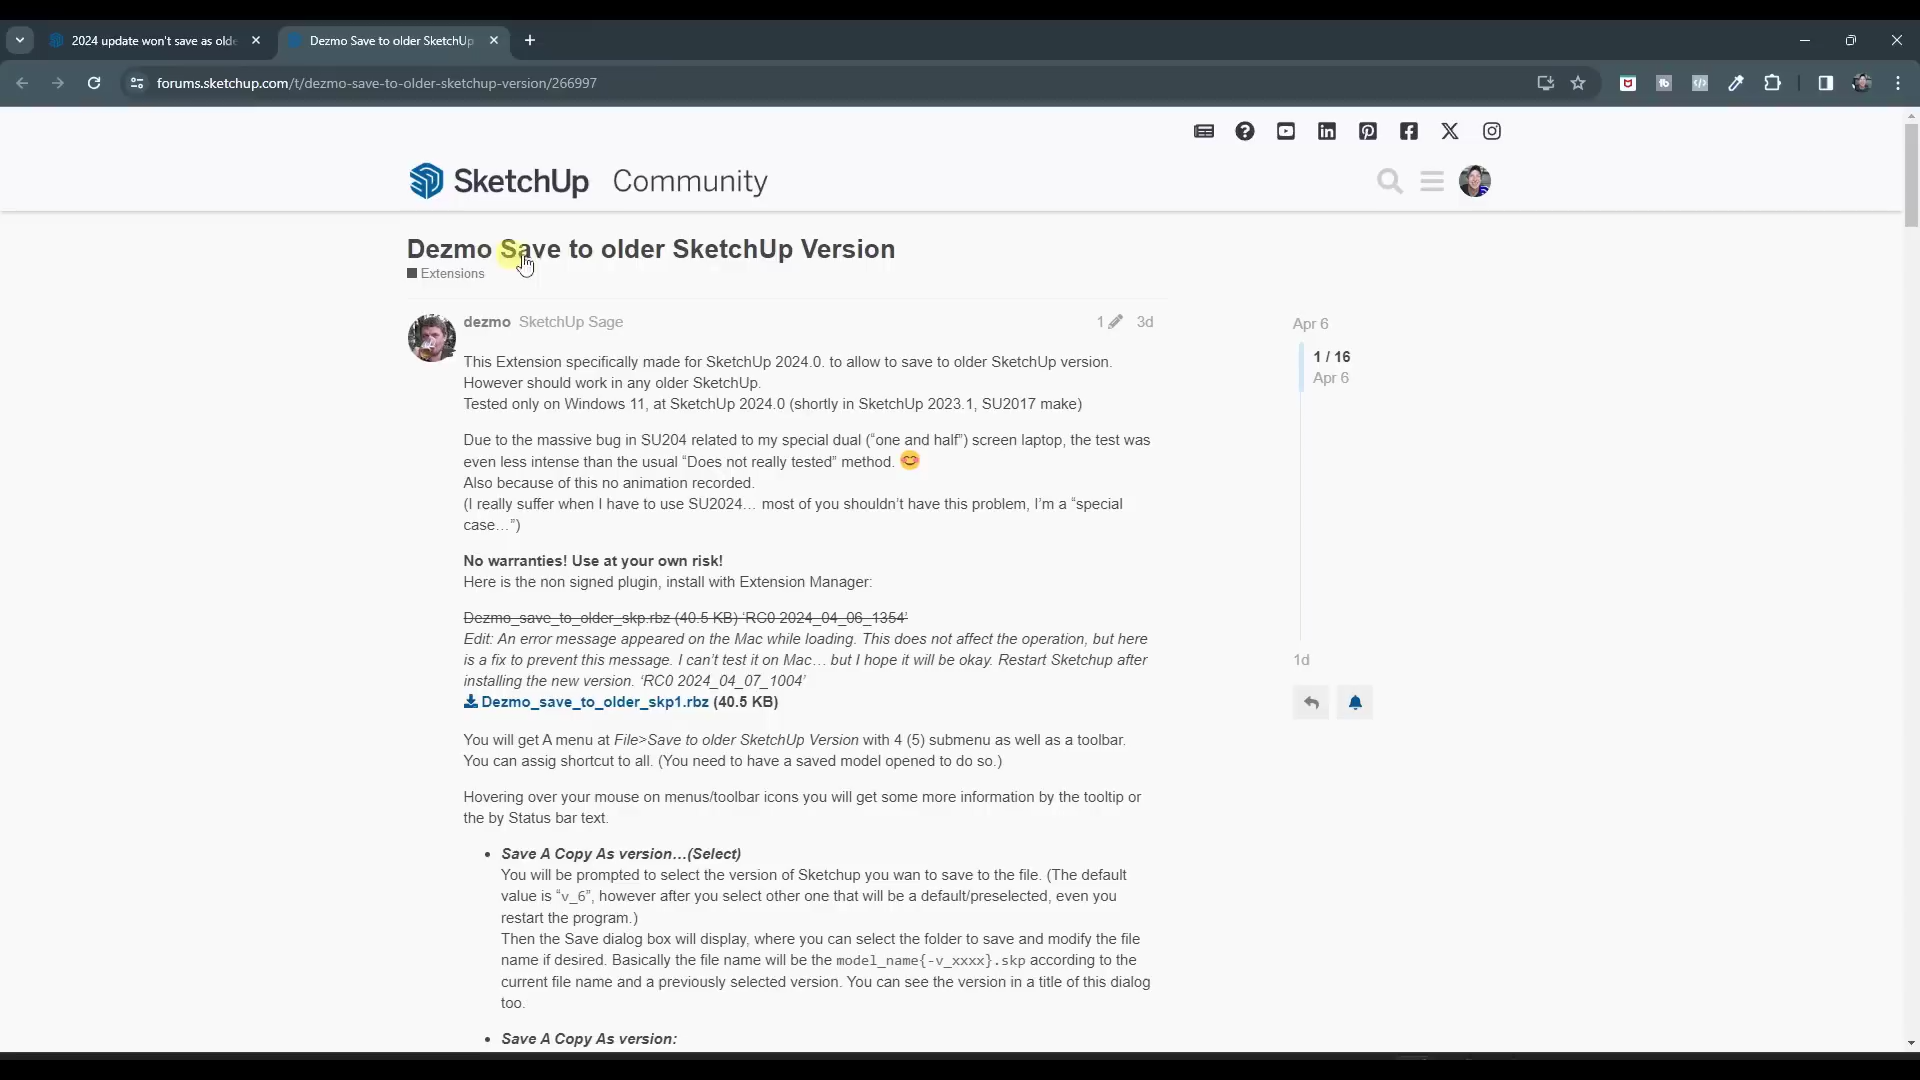 2024 update won't save as olde
Dezmo Save to older SketchUp
forums.sketchup.com/t/dezmo-save-to-older-sketchup-version/266997
SketchUp Community
Dezmo Save to older SketchUp Version
Extensions
dezmo SketchUp Sage
1 3d
This Extension specifically made for SketchUp 2024.0. to allow to save to older SketchUp version.
However should work in any older SketchUp.
Tested only on Windows 11, at SketchUp 2024.0 (shortly in SketchUp 2023.1, SU2017 make)
Due to the massive bug in SU204 related to my special dual (“one and half”) screen laptop, the test was
even less intense than the usual “Does not really tested” method.
Also because of this no animation recorded.
(I really suffer when I have to use SU2024… most of you shouldn’t have this problem, I’m a “special
case…”)
No warranties! Use at your own risk!
Here is the non signed plugin, install with Extension Manager:
Dezmo_save_to_older_skp.rbz (40.5 KB) ‘RC0 2024_04_06_1354’
Edit: An error message appeared on the Mac while loading. This does not affect the operation, but here
is a fix to prevent this message. I can’t test it on Mac… but I hope it will be okay. Restart Sketchup after
installing the new version. ‘RC0 2024_04_07_1004’
Dezmo_save_to_older_skp1.rbz (40.5 KB)
You will get A menu at File>Save to older SketchUp Version with 4 (5) submenu as well as a toolbar.
You can assig shortcut to all. (You need to have a saved model opened to do so.)
Hovering over your mouse on menus/toolbar icons you will get some more information by the tooltip or
the by Status bar text.
• Save A Copy As version…(Select)
You will be prompted to select the version of Sketchup you wan to save to the file. (The default
value is “v_6”, however after you select other one that will be a default/preselected, even you
restart the program.)
Then the Save dialog box will display, where you can select the folder to save and modify the file
name if desired. Basically the file name will be the model_name{-v_xxxx}.skp according to the
current file name and a previously selected version. You can see the version in a title of this dialog
too.
• Save A Copy As version:
Apr 6
1 / 16
Apr 6
1d